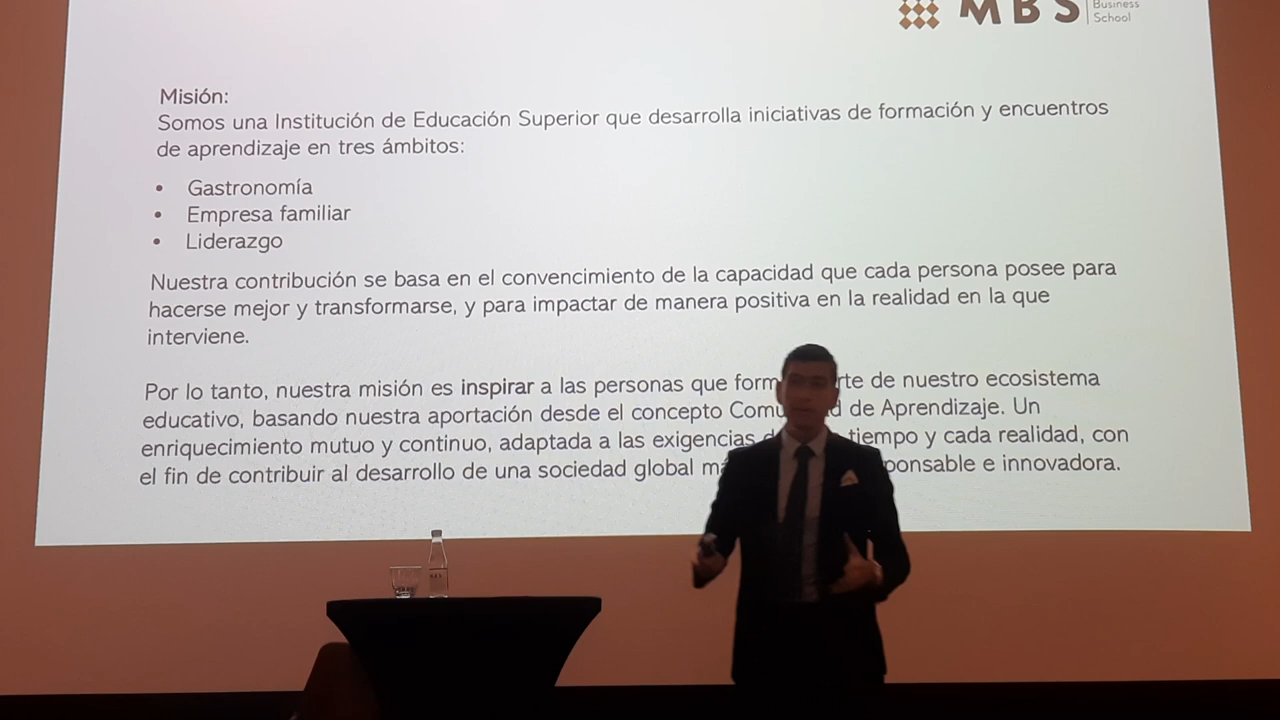 MBS Business
School
Misión:
Somos una Institución de Educación Superior que desarrolla iniciativas de formación y encuentros
de aprendizaje en tres ámbitos:
• Gastronomía
• Empresa familiar
• Liderazgo
Nuestra contribución se basa en el convencimiento de la capacidad que cada persona posee para
hacerse mejor y transformarse, y para impactar de manera positiva en la realidad en la que
interviene.
Por lo tanto, nuestra misión es inspirar a las personas que form rte de nuestro ecosistema
educativo, basando nuestra aportación desde el concepto Comu d de Aprendizaje. Un
enriquecimiento mutuo y continuo, adaptada a las exigencias tiempo y cada realidad, con
el fin de contribuir al desarrollo de una sociedad global ponsable e innovadora.